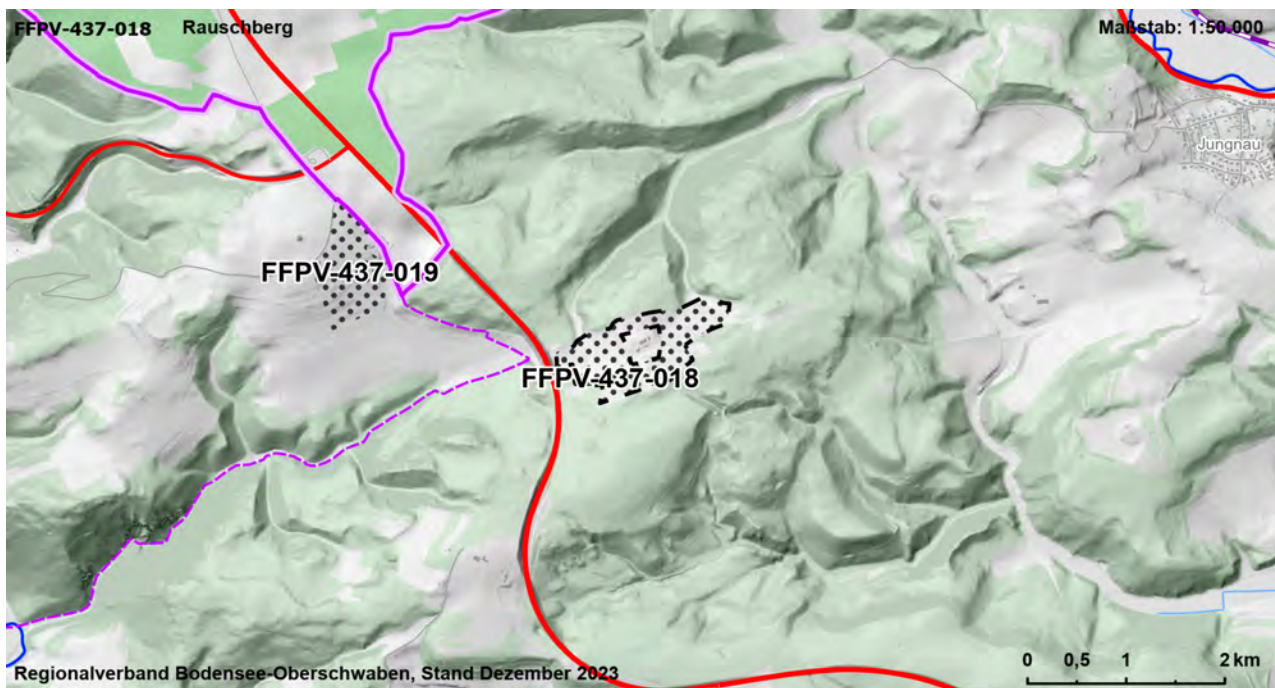 FFPV-437-018 Rauschberg Maßstab: 1:50.000
Jungnau
FFPV-437-019
FFPV-437-018
Regionalverband Bodensee-Oberschwaben, Stand Dezember 2023
0 0,5 1 2 km